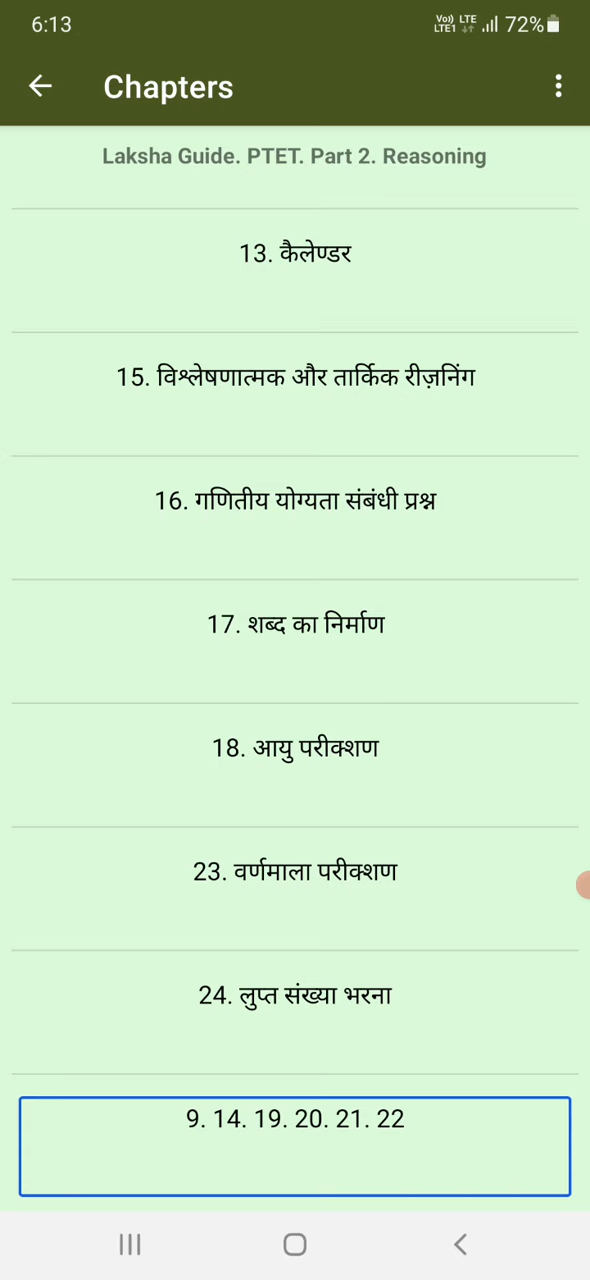 6:13
Vo)) LTE
LTE1
72%
Chapters
Laksha Guide. PTET. Part 2. Reasoning
13. कैलेण्डर
15. विश्लेषणात्मक और तार्किक रीज़निंग
16. गणितीय योग्यता संबंधी प्रश्न
17. शब्द का निर्माण
18. आयु परीक्शण
23. वर्णमाला परीक्शण
24. लुप्त संख्या भरना
9. 14. 19. 20. 21. 22